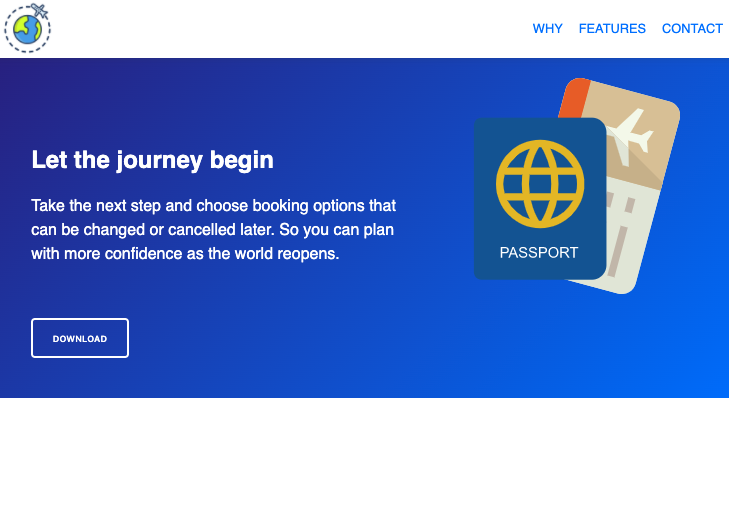 WHY FEATURES CONTACT
Let the journey begin
Take the next step and choose booking options that
can be changed or cancelled later. So you can plan
with more confidence as the world reopens.
PASSPORT
DOWNLOAD